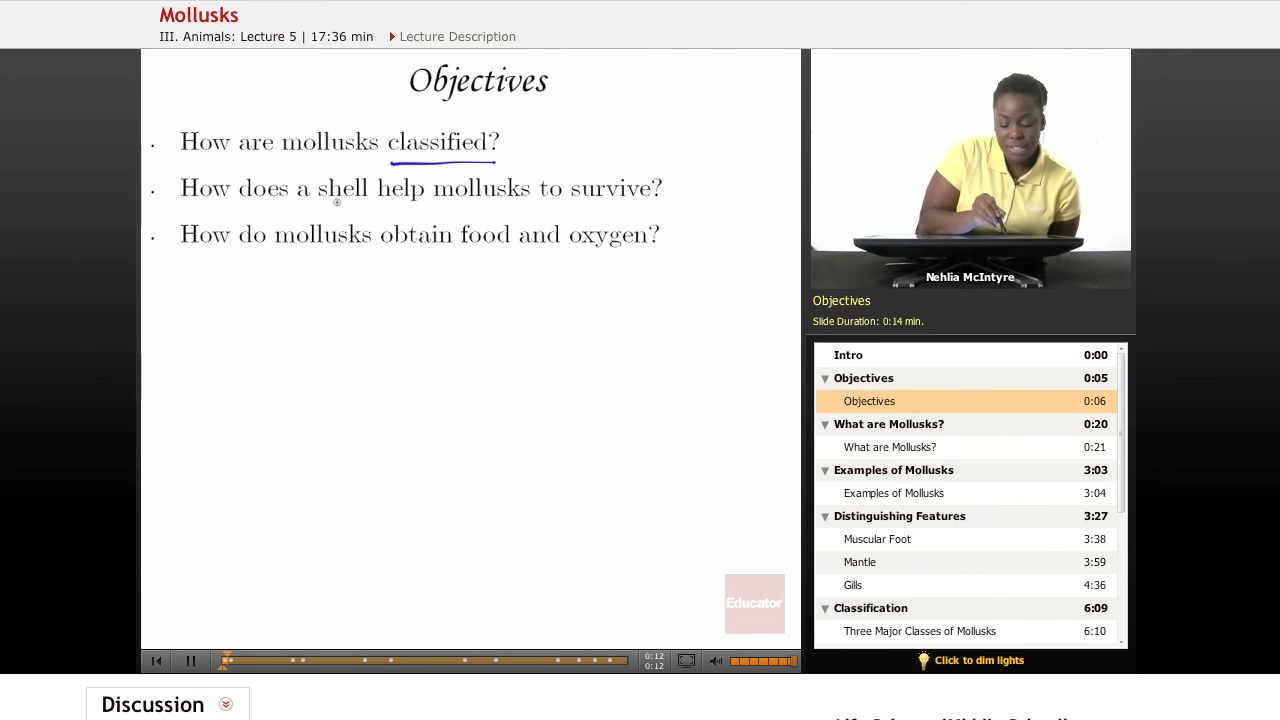 Mollusks
III. Animals: Lecture 5 | 17:36 min
Lecture Description
Objectives
· How are mollusks classified?
· How does a shell help mollusks to survive?
· How do mollusks obtain food and oxygen?
Educator
Nehlia McIntyre
Objectives
Slide Duration: 0:14 min.
Intro 0:00
Objectives 0:05
Objectives 0:06
What are Mollusks? 0:20
What are Mollusks? 0:21
Examples of Mollusks 3:03
Examples of Mollusks 3:04
Distinguishing Features 3:27
Muscular Foot 3:38
Mantle 3:59
Gills 4:36
Classification 6:09
Three Major Classes of Mollusks 6:10
0:12
0:12
Click to dim lights
Discussion